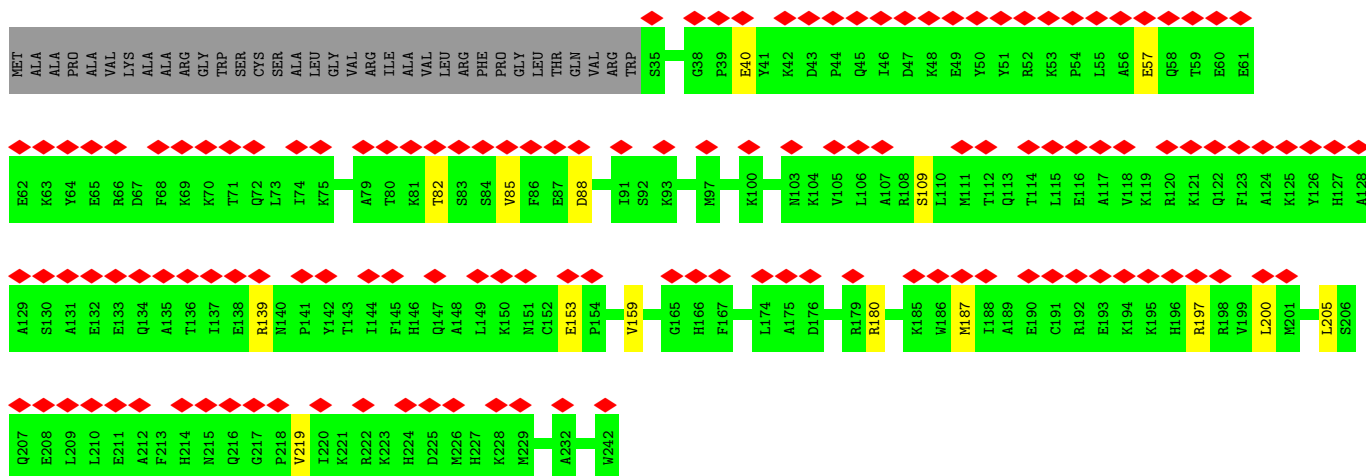 MET ALA ALA PRO ALA VAL LYS ALA ALA ARG GLY TRP SER CYS SER ALA LEU GLY VAL ARG ILE ALA VAL LEU ARG PHE PRO GLY LEU THR GLN VAL ARG TRP S35 G38 P39 E40 Y41 K42 D43 P44 Q45 I46 D47 K48 E49 Y50 Y51 R52 K53 P54 L55 A56 E57 Q58 T59 E60 E61
E62 K63 Y64 E65 R66 D67 F68 K69 K70 T71 Q72 L73 I74 K75 A79 T80 K81 T82 S83 S84 V85 F86 E87 D88 I91 S92 K93 M97 K100 N103 K104 V105 L106 A107 R108 S109 L110 M111 T112 Q113 T114 L115 E116 A117 V118 K119 R120 K121 Q122 F123 A124 K125 Y126 H127 A128
A129 S130 A131 E132 E133 Q134 A135 T136 I137 E138 R139 N140 P141 Y142 T143 I144 F145 H146 Q147 A148 L149 K150 N151 C152 E153 P154 V159 G165 H166 F167 L174 A175 D176 R179 R180 K185 W186 M187 I188 A189 E190 C191 R192 E193 K194 K195 H196 R197 R198 V199 L200 M201 L205 S206
Q207 E208 L209 L210 E211 A212 F213 H214 N215 Q216 G217 P218 V219 I220 K221 R222 K223 H224 D225 M226 H227 K228 M229 A232 W242